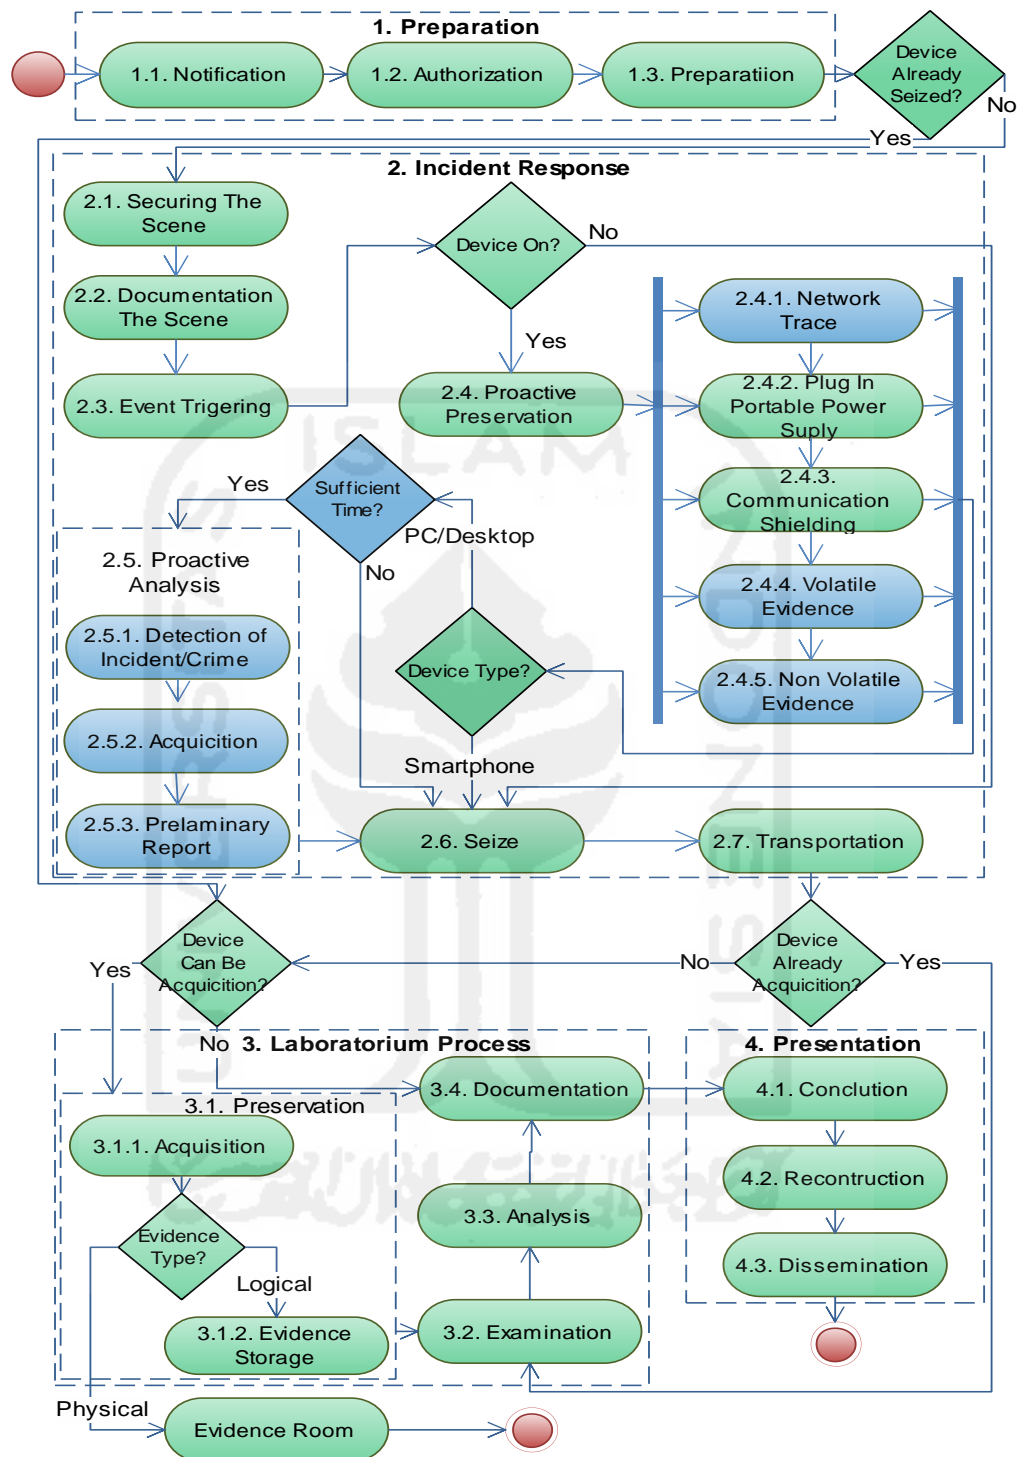 1. Preparation
1.1. Notification
1.2. Authorization
1.3. Preparatiion
Device
Already
Seized?
No
Yes
2. Incident Response
2.1. Securing The
Scene
Device On?
No
2.2. Documentation
The Scene
2.4.1. Network
Trace
Yes
2.3. Event Trigering
2.4. Proactive
Preservation
2.4.2. Plug In
Portable Power
Suply
Yes
Sufficient
Time?
2.4.3.
Communication
Shielding
PC/Desktop
No
2.5. Proactive
Analysis
2.4.4. Volatile
Evidence
2.5.1. Detection of
Incident/Crime
Device Type?
2.4.5. Non Volatile
Evidence
2.5.2. Acquicition
Smartphone
2.5.3. Prelaminary
Report
2.6. Seize
2.7. Transportation
Device
Can Be
Acquicition?
Yes
No
Device
Already
Acquicition?
Yes
No
3. Laboratorium Process
4. Presentation
3.4. Documentation
4.1. Conclution
3.1. Preservation
3.1.1. Acquisition
4.2. Recontruction
3.3. Analysis
Evidence
Type?
4.3. Dissemination
Logical
3.1.2. Evidence
Storage
3.2. Examination
Physical
Evidence Room
UNIVERSITAS
ISLAM
INDONESIA